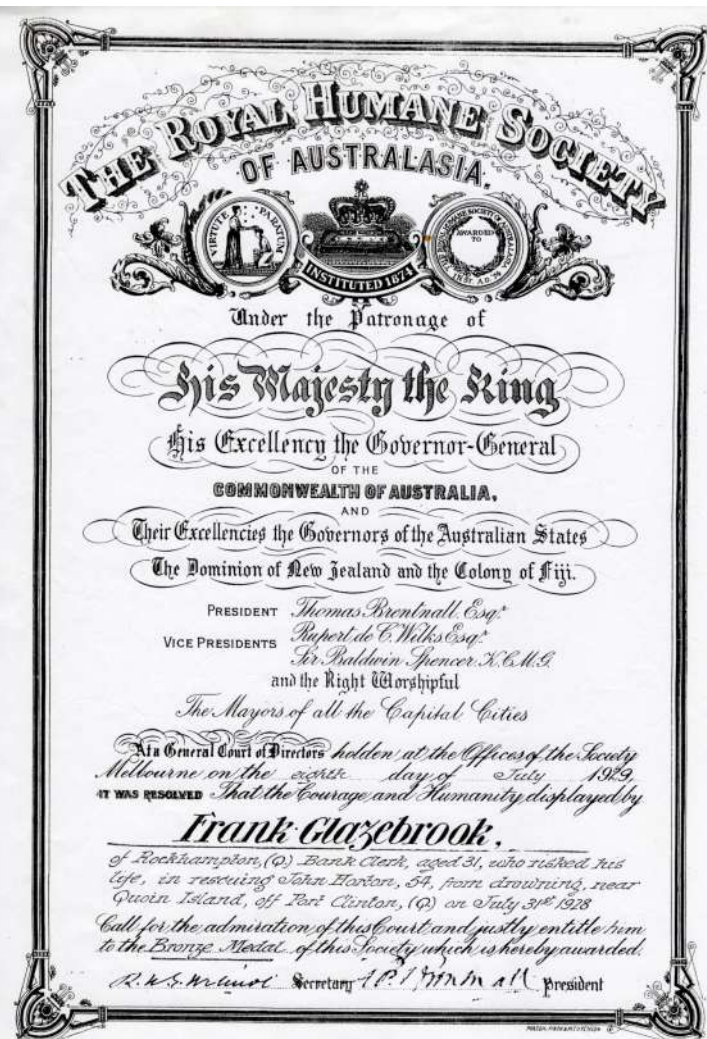 THE ROYAL HUMANE SOCIETY
OF AUSTRALASIA.
VIRTUTE PARATUM
INSTITUTED 1874
AWARDED
TO
Under the Patronage of
His Majesty the King
His Excellency the Governor-General
OF THE
COMMONWEALTH OF AUSTRALIA,
AND
Their Excellencies the Governors of the Australian States
The Dominion of New Zealand and the Colony of Fiji.
PRESIDENT Thomas Brentnall Esqr.
VICE PRESIDENTS Rupert de C. Wilks Esqr.
Sir Baldwin Spencer K.C.M.G.
and the Right Worshipful
The Mayors of all the Capital Cities
At a General Court of Directors holden at the Offices of the Society
Melbourne on the eighth day of July 1929,
IT WAS RESOLVED That the Courage and Humanity displayed by
Frank Glazebrook,
of Rockhampton, (Q) Bank Clerk, aged 31, who risked his
life, in rescuing John Horton, 54, from drowning, near
Quoin Island, off Port Clinton, (Q) on July 31st 1928
Call for the admiration of this Court and justly entitle him
to the Bronze Medal of this Society which is hereby awarded.
Secretary President